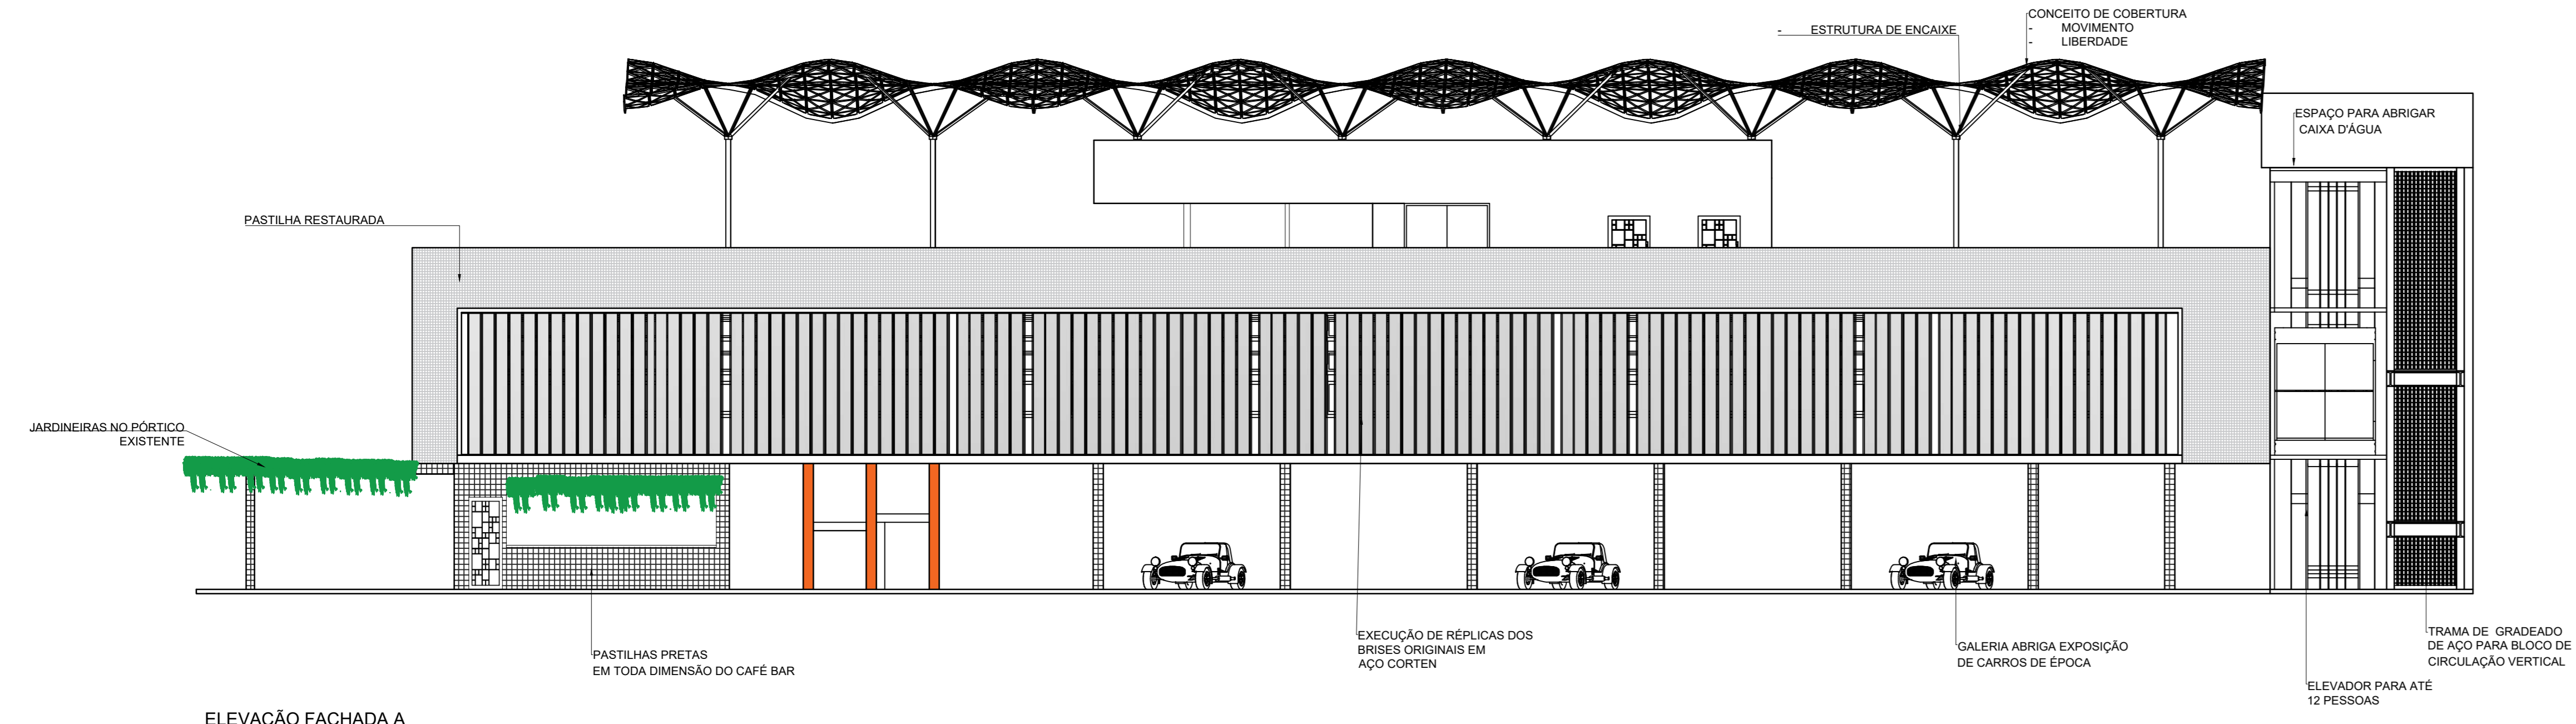 CONCEITO DE COBERTURA
- MOVIMENTO
- LIBERDADE
- ESTRUTURA DE ENCAIXE
ESPAÇO PARA ABRIGAR
CAIXA D'ÁGUA
PASTILHA RESTAURADA
JARDINEIRAS NO PÓRTICO
EXISTENTE
PASTILHAS PRETAS
EM TODA DIMENSÃO DO CAFÉ BAR
EXECUÇÃO DE RÉPLICAS DOS
BRISES ORIGINAIS EM
AÇO CORTEN
GALERIA ABRIGA EXPOSIÇÃO
DE CARROS DE ÉPOCA
TRAMA DE GRADEADO
DE AÇO PARA BLOCO DE
CIRCULAÇÃO VERTICAL
ELEVADOR PARA ATÉ
12 PESSOAS
ELEVAÇÃO FACHADA A